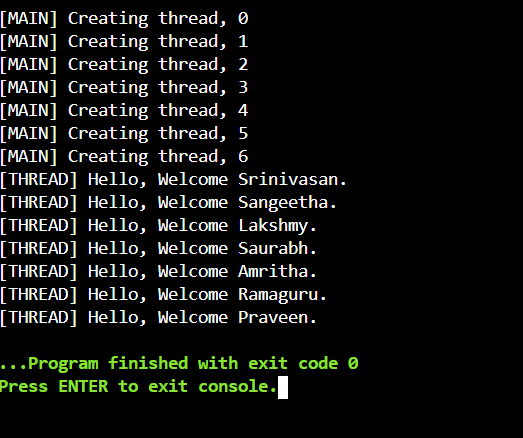 [MAIN] Creating thread, 0
[MAIN] Creating thread, 1
[MAIN] Creating thread, 2
[MAIN] Creating thread, 3
[MAIN] Creating thread, 4
[MAIN] Creating thread, 5
[MAIN] Creating thread, 6
[THREAD] Hello, Welcome Srinivasan.
[THREAD] Hello, Welcome Sangeetha.
[THREAD] Hello, Welcome Lakshmy.
[THREAD] Hello, Welcome Saurabh.
[THREAD] Hello, Welcome Amritha.
[THREAD] Hello, Welcome Ramaguru.
[THREAD] Hello, Welcome Praveen.
...Program finished with exit code 0
Press ENTER to exit console.